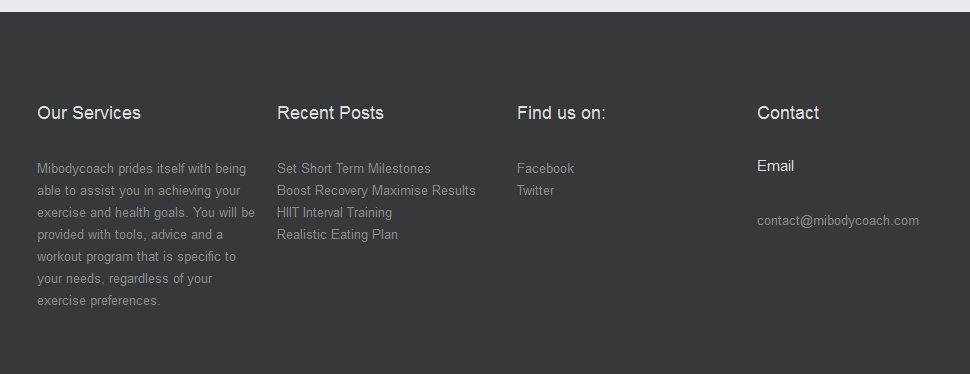 Our Services
Mibodycoach prides itself with being
able to assist you in achieving your
exercise and health goals. You will be
provided with tools, advice and a
workout program that is specific to
your needs, regardless of your
exercise preferences.
Recent Posts
Set Short Term Milestones
Boost Recovery Maximise Results
HIIT Interval Training
Realistic Eating Plan
Find us on:
Facebook
Twitter
Contact
Email
contact@mibodycoach.com